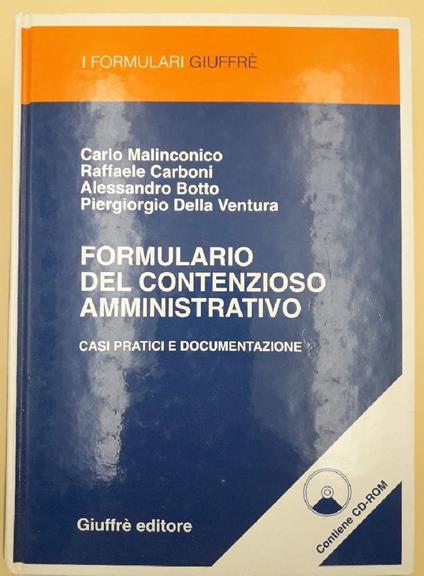 I FORMULARI GIUFFRÈ
Carlo Malinconico
Raffaele Carboni
Alessandro Botto
Piergiorgio Della Ventura
FORMULARIO
DEL CONTENZIOSO
AMMINISTRATIVO
CASI PRATICI E DOCUMENTAZIONE
Contiene CD-ROM
Giuffrè editore